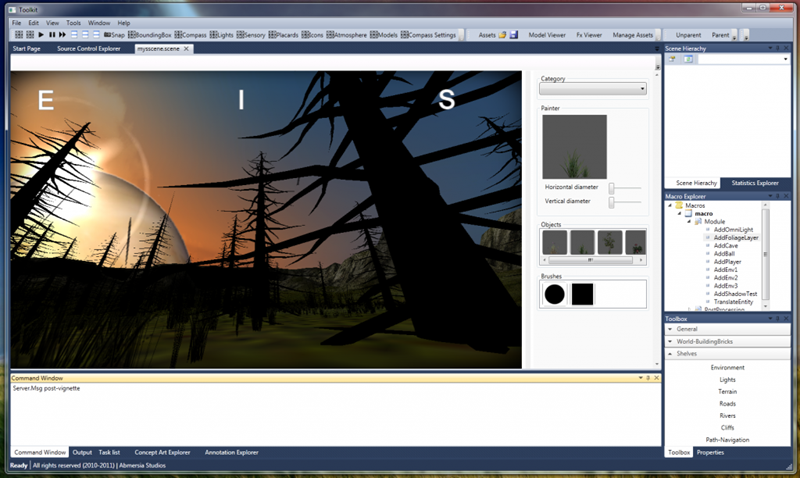 Toolkit
File Edit View Tools Window Help
Snap BoundingBox Compass Lights Sensory Placards Icons Atmosphere Models Compass Settings Assets Model Viewer Fx Viewer Manage Assets Unparent Parent
Start Page Source Control Explorer mysscene.scene
E I S
Category
Painter
Horizontal diameter
Vertical diameter
Objects
Brushes
Scene Hierachy
Scene Hierachy Statistics Explorer
Macro Explorer
Macros
macro
Module
AddOmniLight
AddFoliageLayer
AddCave
AddBall
AddPlayer
AddEnv1
AddEnv2
AddEnv3
AddShadowTest
TranslateEntity
PostProcessing
Toolbox
General
World-BuildingBricks
Shelves
Environment
Lights
Terrain
Roads
Rivers
Cliffs
Path-Navigation
Toolbox Properties
Command Window
Server.Msg post-vignette
Command Window Output Task list Concept Art Explorer Annotation Explorer
Ready All rights reserved (2010-2011) Abmersia Studios